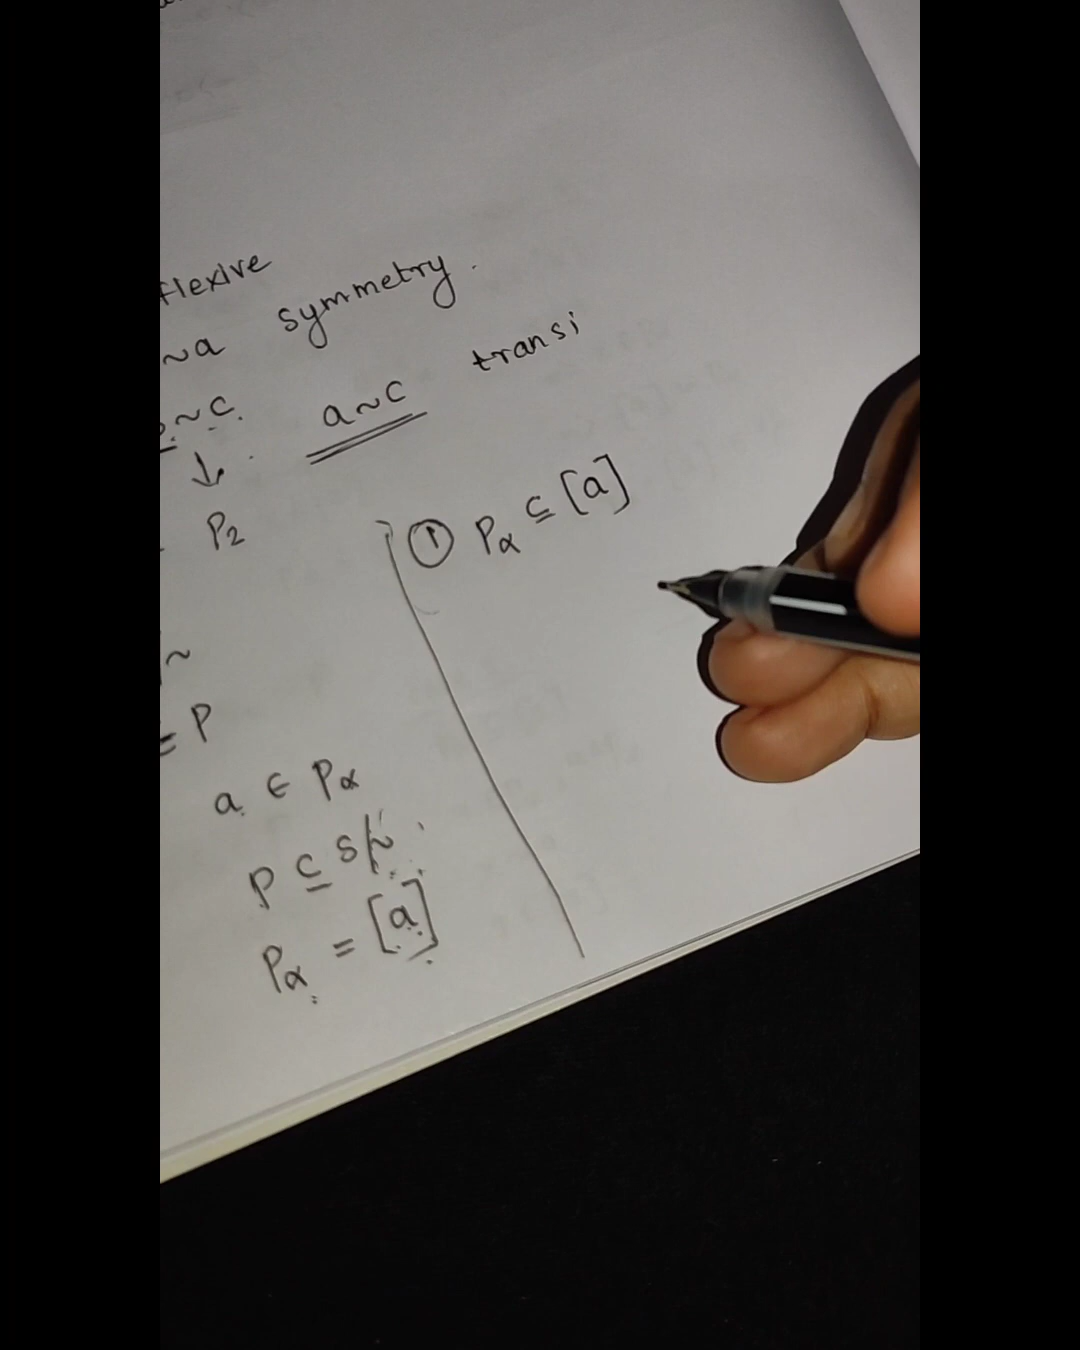 flexive
~a symmetry.
~c. a~c transi
↓
P₂
① Pα ⊆ [a]
~
= P
a ∈ Pα
P ⊆ S/~
Pα = [a]